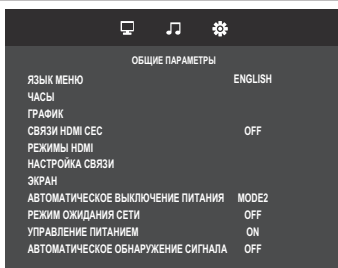 ОБЩИЕ ПАРАМЕТРЫ
ЯЗЫК МЕНЮ ENGLISH
ЧАСЫ
ГРАФИК
СВЯЗИ HDMI CEC OFF
РЕЖИМЫ HDMI
НАСТРОЙКА СВЯЗИ
ЭКРАН
АВТОМАТИЧЕСКОЕ ВЫКЛЮЧЕНИЕ ПИТАНИЯ MODE2
РЕЖИМ ОЖИДАНИЯ СЕТИ OFF
УПРАВЛЕНИЕ ПИТАНИЕМ ON
АВТОМАТИЧЕСКОЕ ОБНАРУЖЕНИЕ СИГНАЛА OFF